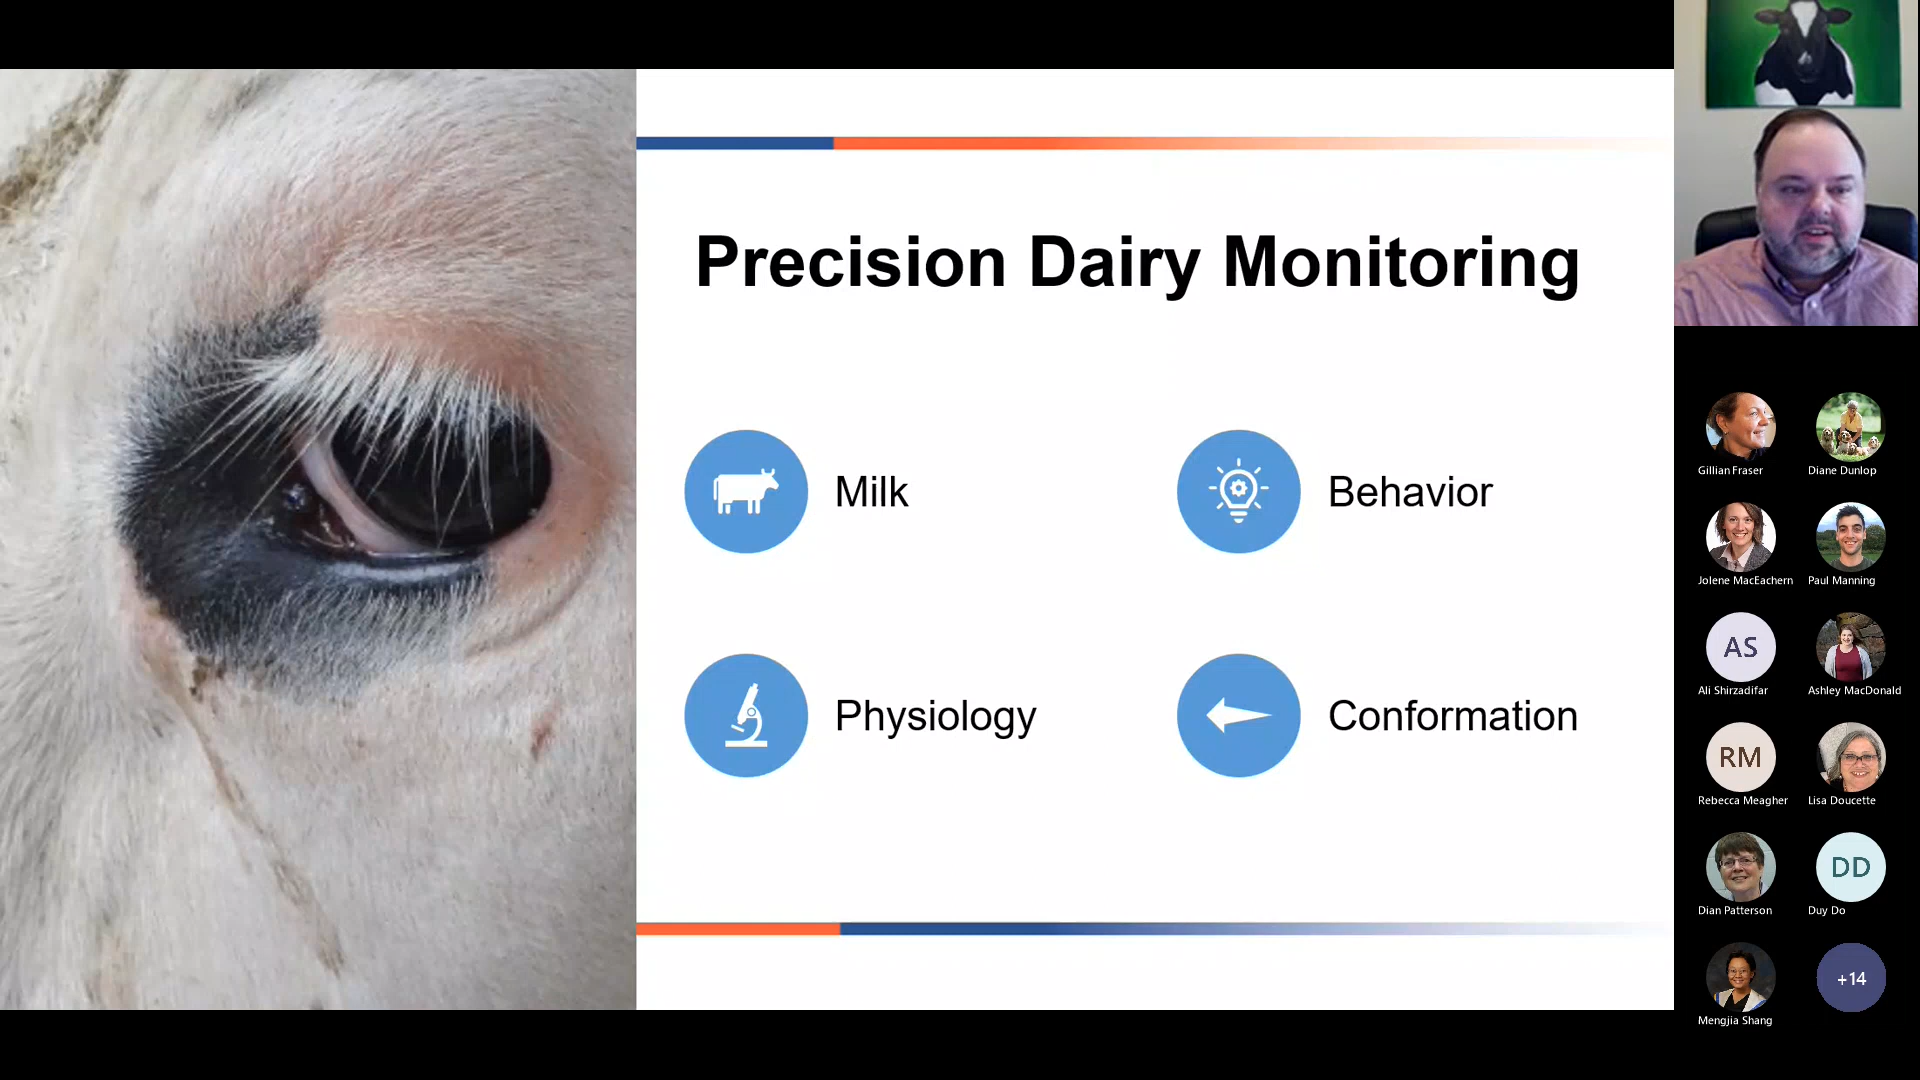 Precision Dairy Monitoring
Milk
Behavior
Physiology
Conformation
Gillian Fraser
Diane Dunlop
Jolene MacEachern
Paul Manning
AS
Ali Shirzadifar
Ashley MacDonald
RM
Rebecca Meagher
Lisa Doucette
Dian Patterson
DD
Duy Do
Mengjia Shang
+14